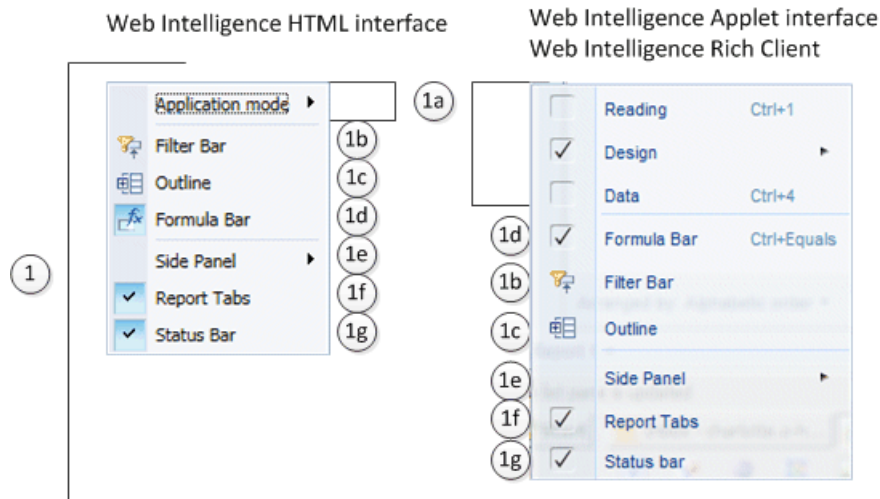 Web Intelligence HTML interface
Web Intelligence Applet interface
Web Intelligence Rich Client
1
Application mode
1a
Filter Bar
1b
Outline
1c
Formula Bar
1d
Side Panel
1e
Report Tabs
1f
Status Bar
1g
Reading Ctrl+1
Design
Data Ctrl+4
1d
Formula Bar Ctrl+Equals
1b
Filter Bar
1c
Outline
1e
Side Panel
1f
Report Tabs
1g
Status bar